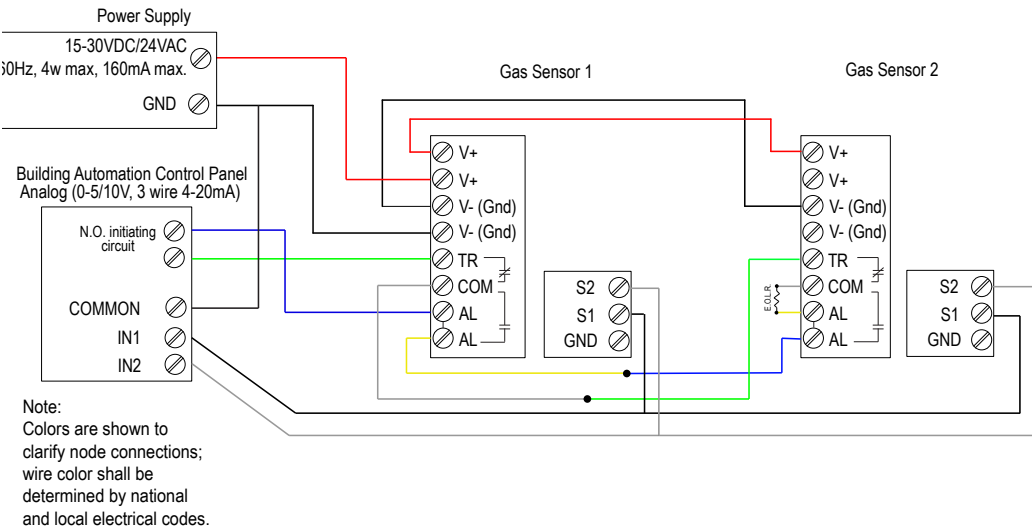 Power Supply
15-30VDC/24VAC
60Hz, 4w max, 160mA max.
GND
Building Automation Control Panel
Analog (0-5/10V, 3 wire 4-20mA)
N.O. initiating
circuit
COMMON
IN1
IN2
Note:
Colors are shown to
clarify node connections;
wire color shall be
determined by national
and local electrical codes.
Gas Sensor 1
V+
V+
V- (Gnd)
V- (Gnd)
TR
COM
AL
AL
S2
S1
GND
Gas Sensor 2
V+
V+
V- (Gnd)
V- (Gnd)
TR
COM
AL
AL
E.O.L.R.
S2
S1
GND